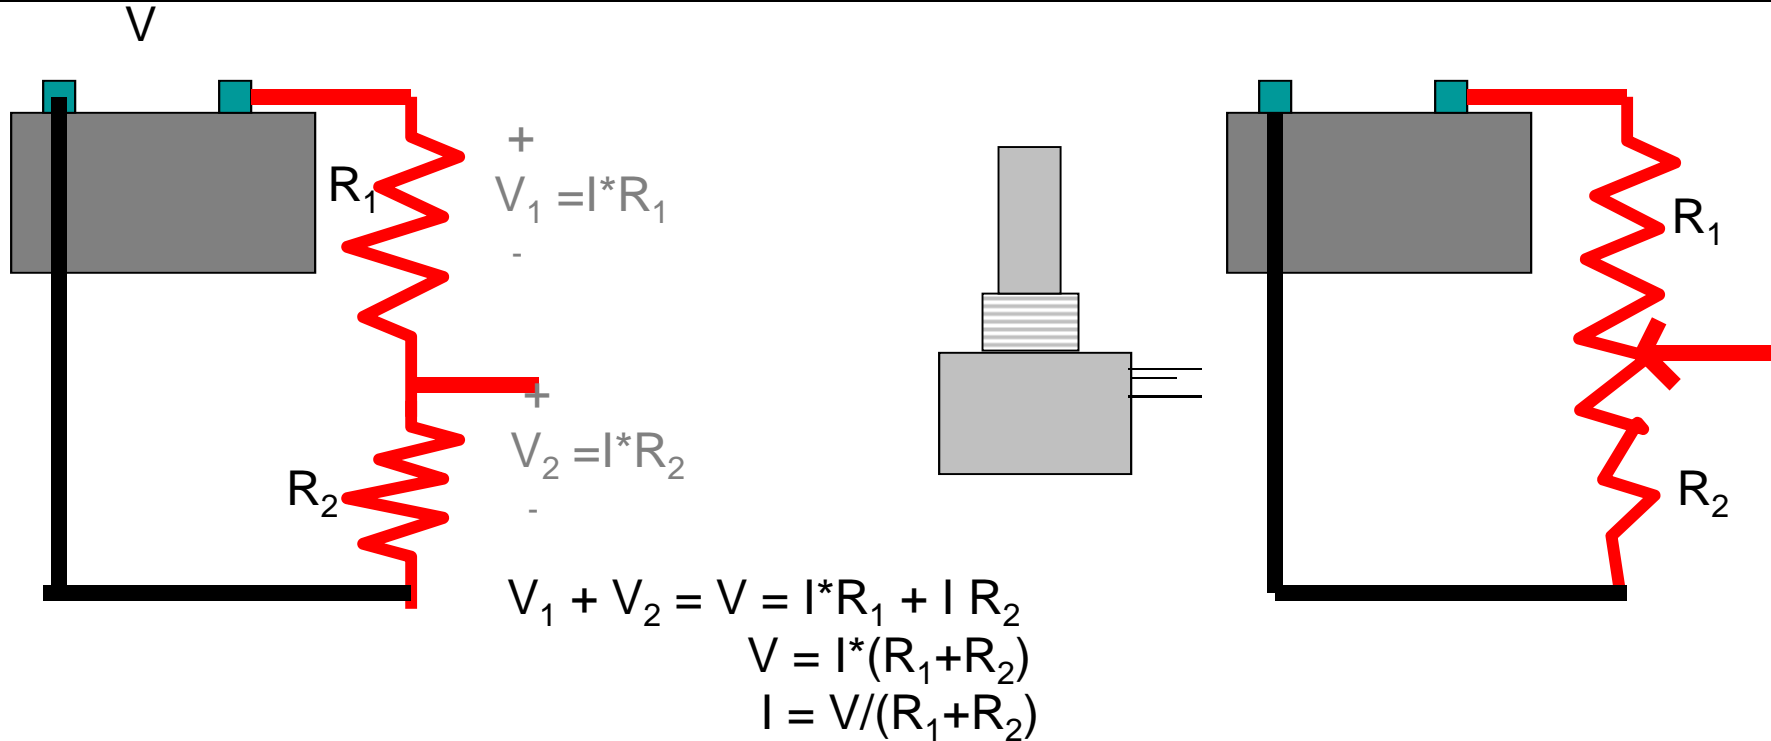 V
+
R₁
V₁ =I*R₁
-
R₁
+
V₂ =I*R₂
R₂
-
R₂
V₁ + V₂ = V = I*R₁ + I R₂
V = I*(R₁+R₂)
I = V/(R₁+R₂)